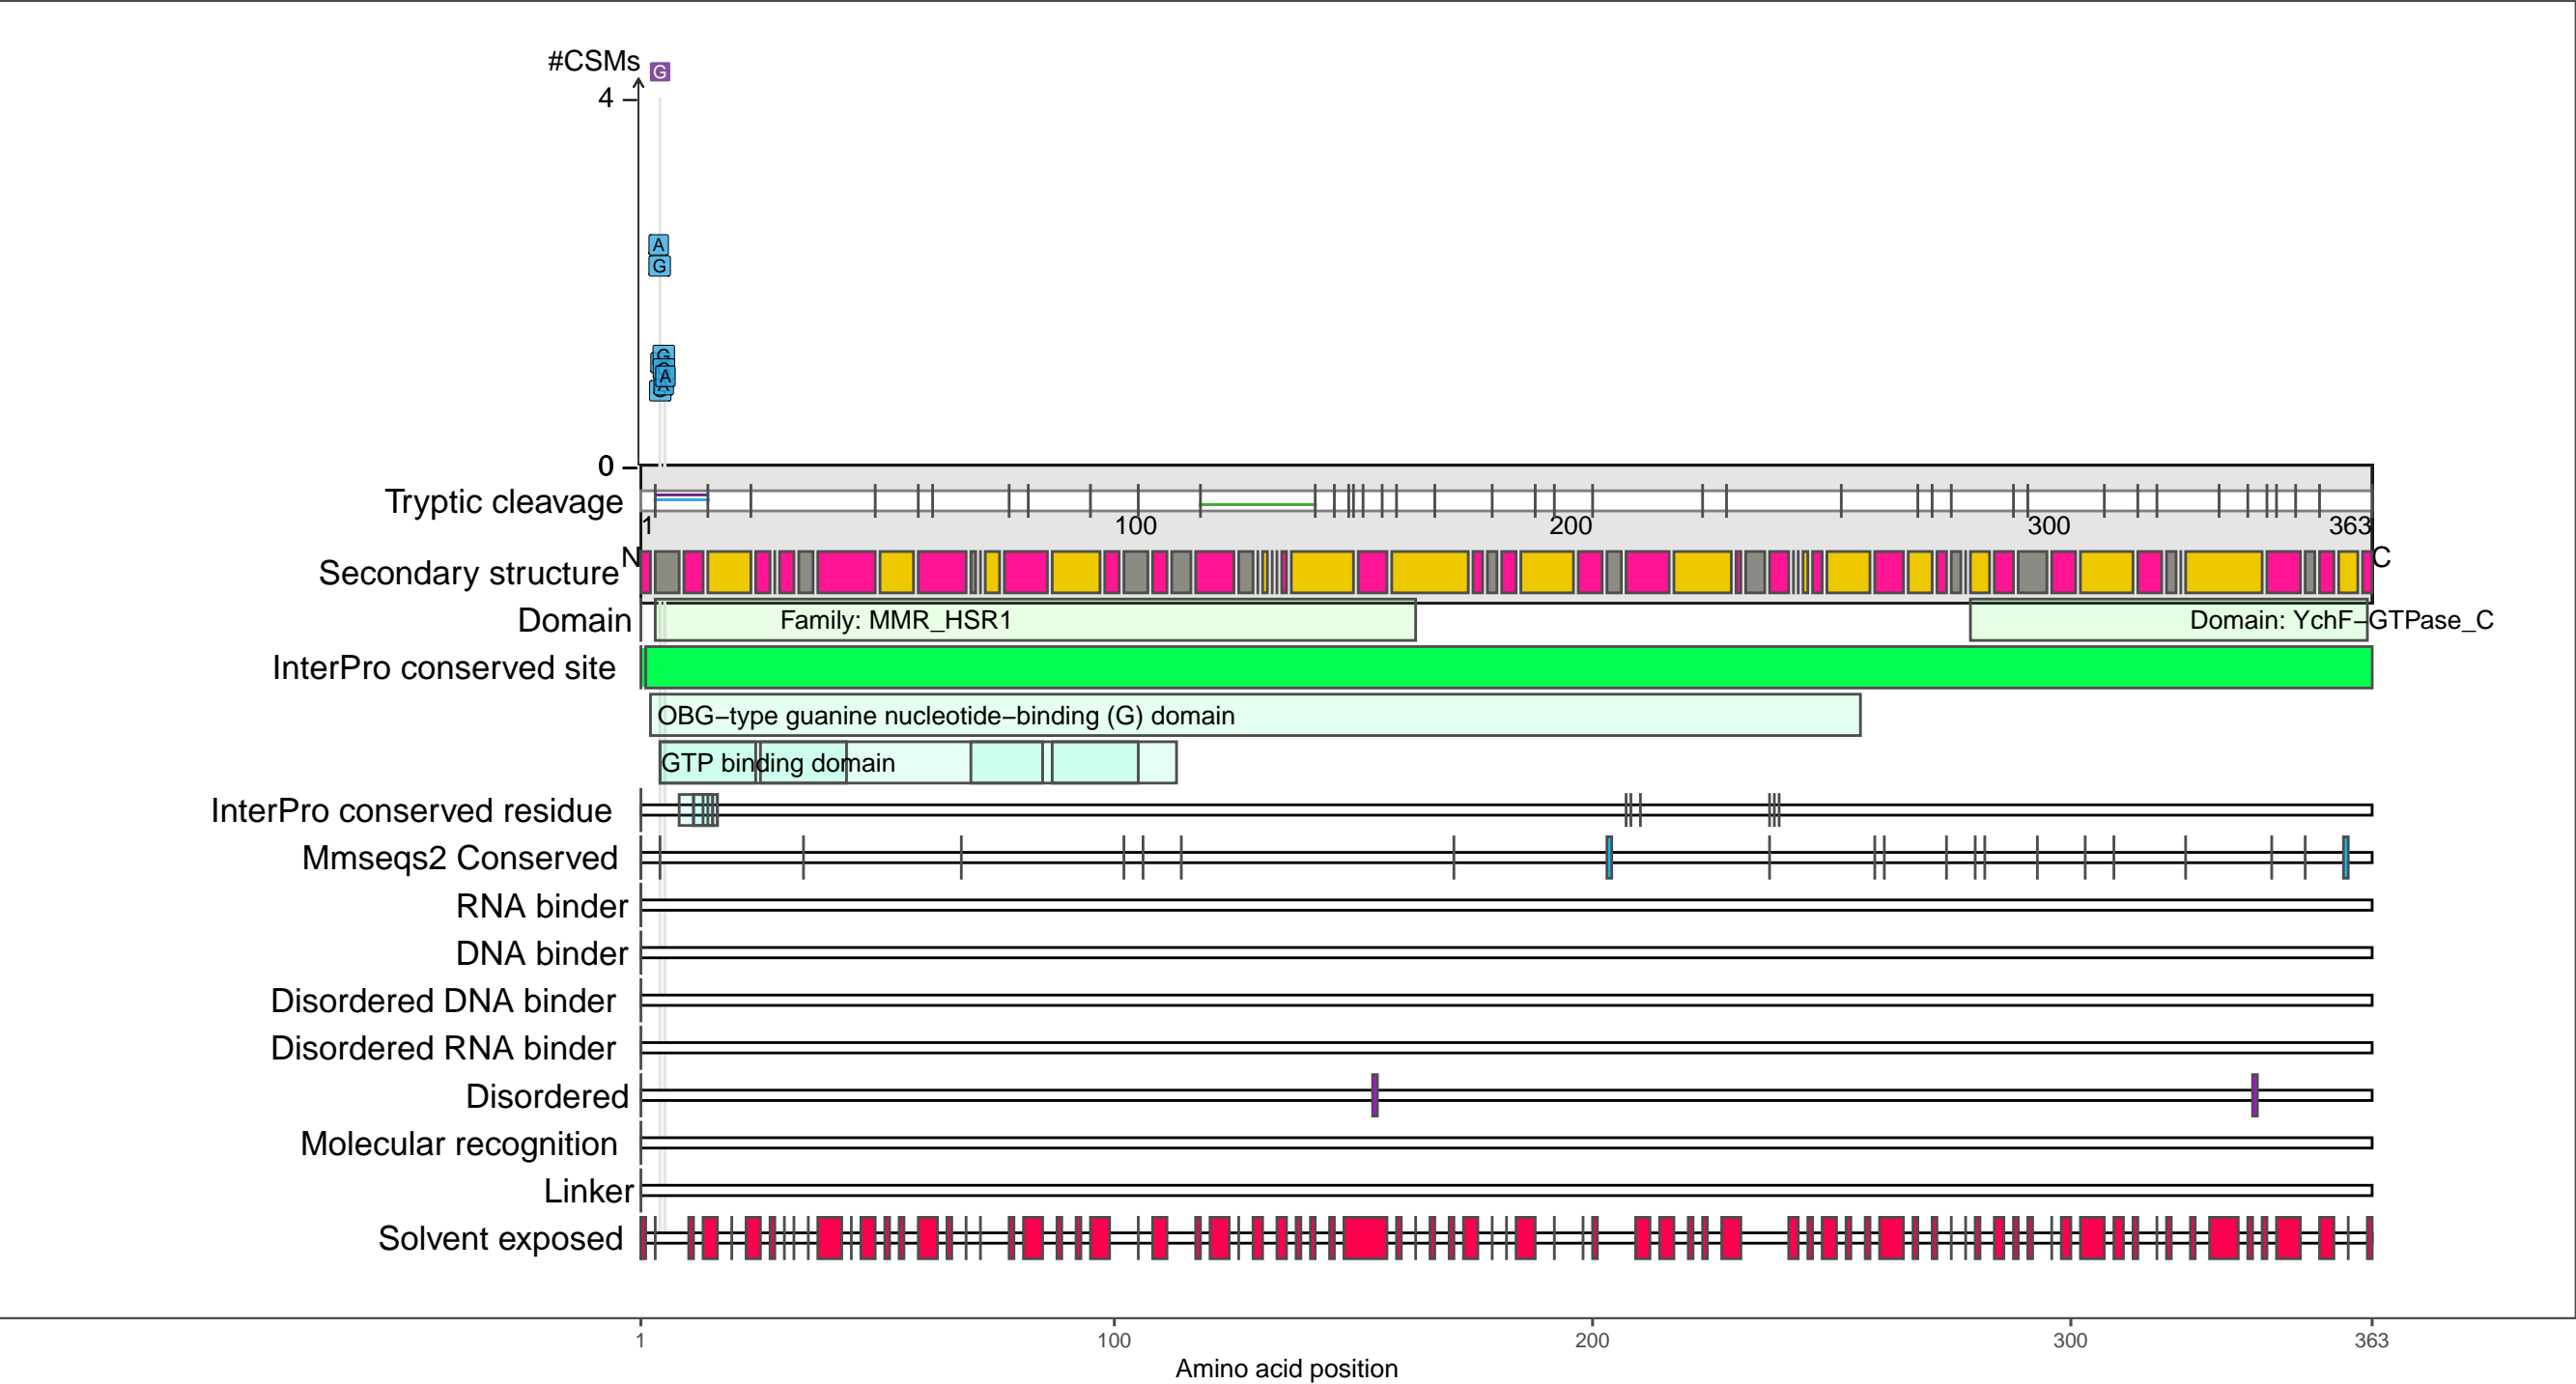 #CSMs
G
4
A
G
G
A
0
Tryptic cleavage
1 100 200 300 363
N C
Secondary structure
Domain Family: MMR_HSR1 Domain: YchF–GTPase_C
InterPro conserved site
OBG–type guanine nucleotide–binding (G) domain
GTP binding domain
InterPro conserved residue
Mmseqs2 Conserved
RNA binder
DNA binder
Disordered DNA binder
Disordered RNA binder
Disordered
Molecular recognition
Linker
Solvent exposed
1 100 200 300 363
Amino acid position